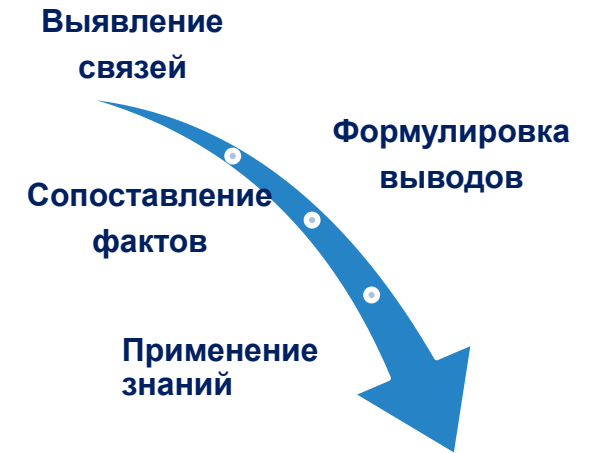 Выявление
связей
Формулировка
выводов
Сопоставление
фактов
Применение
знаний